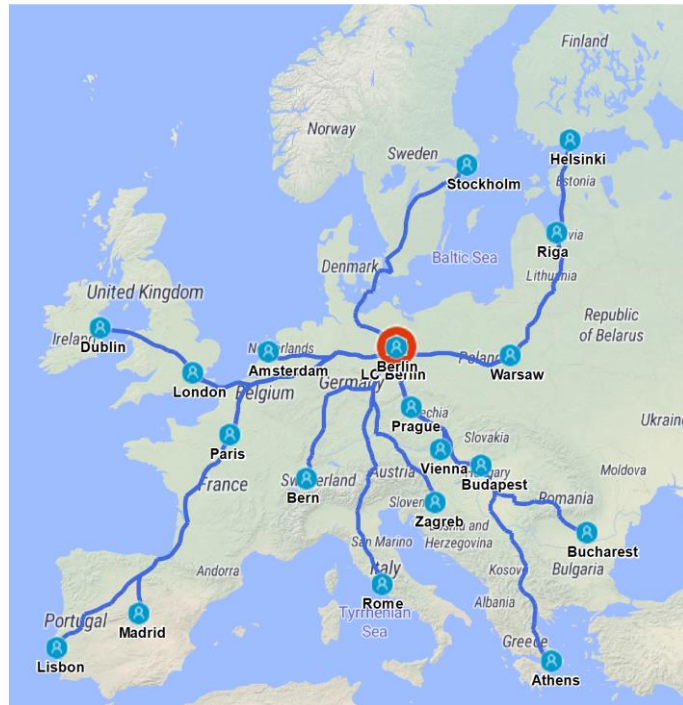 Finland
Norway
Sweden
Helsinki
Estonia
Stockholm
Riga
Baltic Sea
Denmark
Lithuania
United Kingdom
Republic
of Belarus
Dublin
Berlin
Amsterdam
Warsaw
London
Belgium
Germany
Prague
Ukraine
Paris
Slovakia
Vienna
Moldova
Budapest
France
Austria
Bern
Romania
Zagreb
Bucharest
San Marino
Herzegovina
Bulgaria
Andorra
Italy
Kosovo
Rome
Albania
Portugal
Madrid
Tyrrhenian
Sea
Greece
Lisbon
Athens